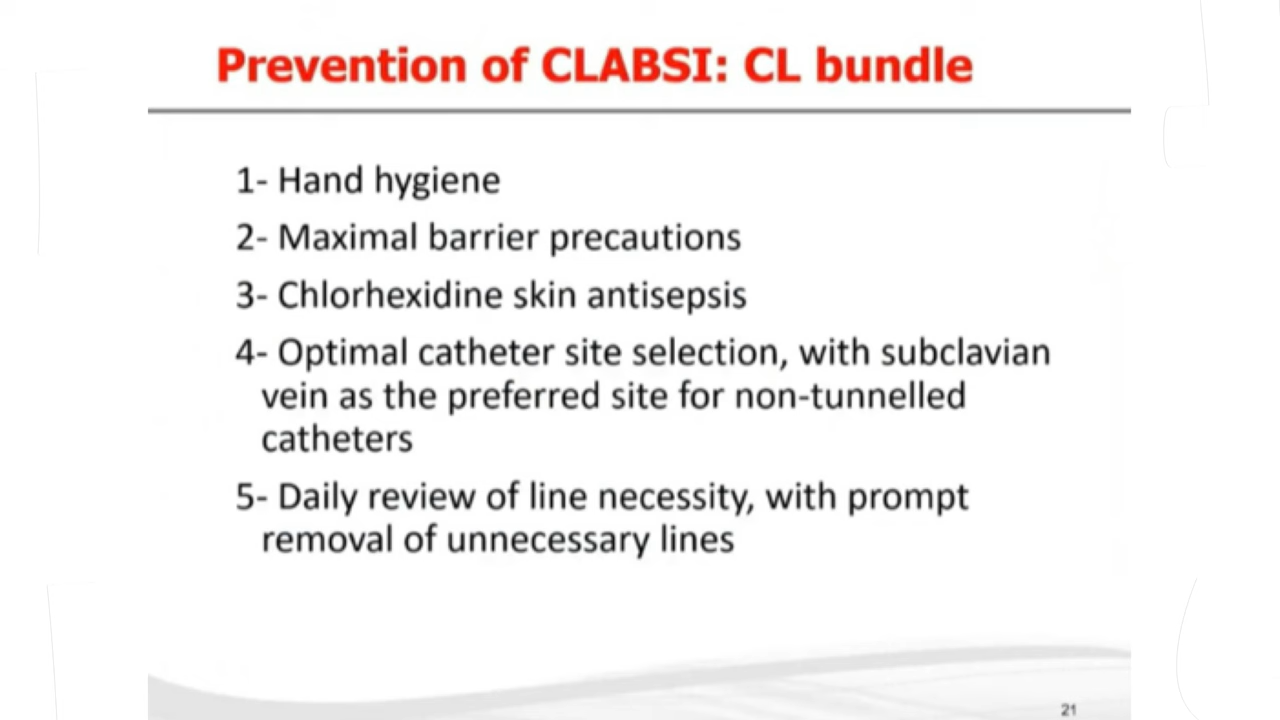 Prevention of CLABSI: CL bundle
1- Hand hygiene
2- Maximal barrier precautions
3- Chlorhexidine skin antisepsis
4- Optimal catheter site selection, with subclavian
vein as the preferred site for non-tunnelled
catheters
5- Daily review of line necessity, with prompt
removal of unnecessary lines
21